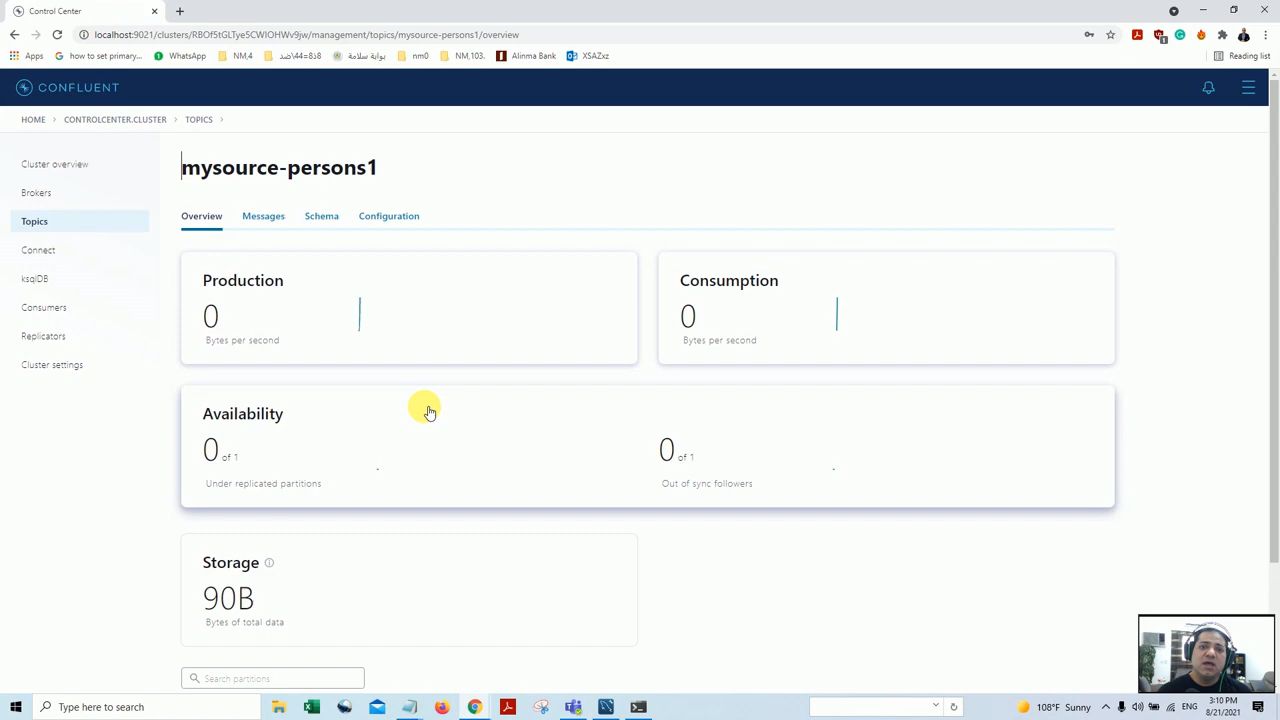 Control Center
localhost:9021/clusters/RBOf5tGLTye5CWlOHWv9jw/management/topics/mysource-persons1/overview
Apps
how to set primary...
WhatsApp
NM,4
بوابة سلامة
nm0
NM,103.
Alinma Bank
XSAZxz
Reading list
CONFLUENT
HOME > CONTROLCENTER.CLUSTER > TOPICS >
mysource-persons1
Cluster overview
Brokers
Topics
Connect
ksqlDB
Consumers
Replicators
Cluster settings
Overview Messages Schema Configuration
Production
0
Bytes per second
Consumption
0
Bytes per second
Availability
0 of 1
Under replicated partitions
0 of 1
Out of sync followers
Storage
90B
Bytes of total data
Search partitions
Type here to search
108°F Sunny
ENG
3:10 PM
8/21/2021